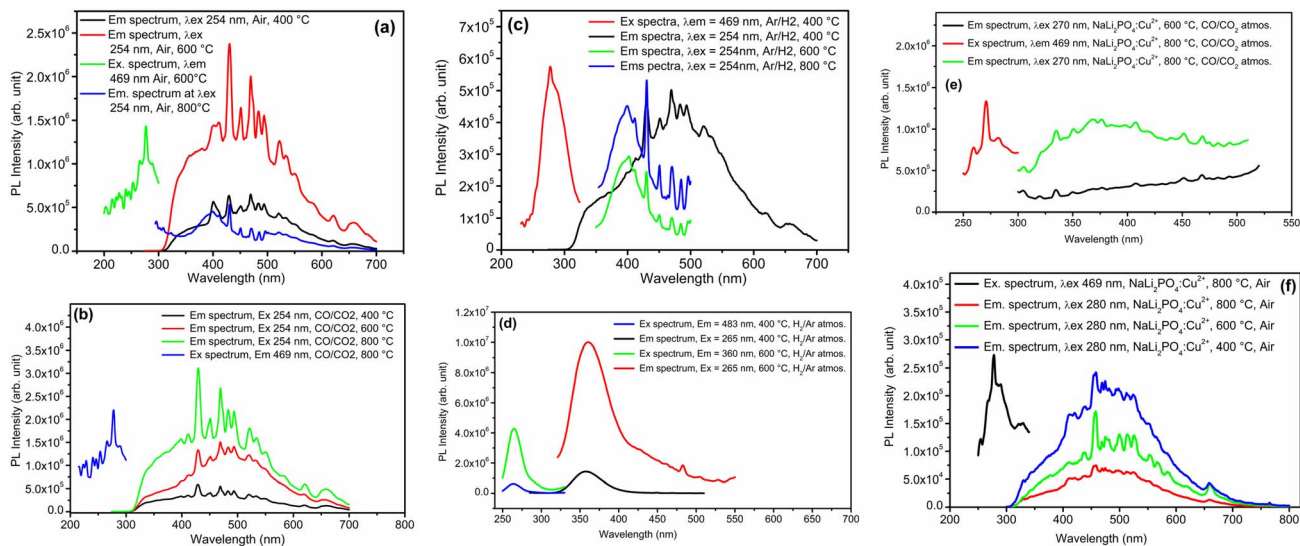 (a)
Em spectrum, λex 254 nm, Air, 400 °C
Em spectrum, λex
254 nm, Air, 600 °C
Ex. spectrum, λem
469 nm Air, 600°C
Em. spectrum at λex
254 nm, Air, 800°C
PL Intensity (arb. unit)
2.5x10⁶
2.0x10⁶
1.5x10⁶
1.0x10⁶
5.0x10⁵
0.0
200 300 400 500 600 700
Wavelength (nm)
(b)
Em spectrum, Ex 254 nm, CO/CO2, 400 °C
Em spectrum, Ex 254 nm, CO/CO2, 600 °C
Em spectrum, Ex 254 nm, CO/CO2, 800 °C
Ex spectrum, Em 469 nm, CO/CO2, 800 °C
PL Intensity (arb. unit)
4.0x10⁶
3.5x10⁶
3.0x10⁶
2.5x10⁶
2.0x10⁶
1.5x10⁶
1.0x10⁶
5.0x10⁵
0.0
200 300 400 500 600 700 800
Wavelength (nm)
(c)
Ex spectra, λem = 469 nm, Ar/H2, 400 °C
Em spectra, λex = 254 nm, Ar/H2, 400 °C
Em spectra, λex = 254nm, Ar/H2, 600 °C
Ems pectra, λex = 254nm, Ar/H2, 800 °C
PL Intensity (arb. unit)
7x10⁵
6x10⁵
5x10⁵
4x10⁵
3x10⁵
2x10⁵
1x10⁵
0
200 300 400 500 600 700
Wavelength (nm)
(d)
Ex spectrum, Em = 483 nm, 400 °C, H₂/Ar atmos.
Em spectrum, Ex = 265 nm, 400 °C, H₂/Ar atmos.
Ex spectrum, Em = 360 nm, 600 °C, H₂/Ar atmos.
Em spectrum, Ex = 265 nm, 600 °C, H₂/Ar atmos.
PL Intensity (arb. unit)
1.2x10⁷
1.0x10⁷
8.0x10⁶
6.0x10⁶
4.0x10⁶
2.0x10⁶
0.0
250 300 350 400 450 500 550 600 650 700
Wavelength (nm)
(e)
Em spectrum, λex 270 nm, NaLi₂PO₄:Cu²⁺, 600 °C, CO/CO₂ atmos.
Ex spectrum, λem 469 nm, NaLi₂PO₄:Cu²⁺, 800 °C, CO/CO₂ atmos.
Em spectrum, λex 270 nm, NaLi₂PO₄:Cu²⁺, 800 °C, CO/CO₂ atmos.
PL Intensity (arb. unit)
2.0x10⁶
1.5x10⁶
1.0x10⁶
5.0x10⁵
0.0
250 300 350 400 450 500 550
Wavelength (nm)
(f)
Ex. spectrum, λex 469 nm, NaLi₂PO₄:Cu²⁺, 800 °C, Air
Em. spectrum, λex 280 nm, NaLi₂PO₄:Cu²⁺, 800 °C, Air
Em. spectrum, λex 280 nm, NaLi₂PO₄:Cu²⁺, 600 °C, Air
Em. spectrum, λex 280 nm, NaLi₂PO₄:Cu²⁺, 400 °C, Air
PL Intensity (arb. unit)
4.0x10⁵
3.5x10⁵
3.0x10⁵
2.5x10⁵
2.0x10⁵
1.5x10⁵
1.0x10⁵
5.0x10⁴
0.0
200 300 400 500 600 700 800
Wavelength (nm)